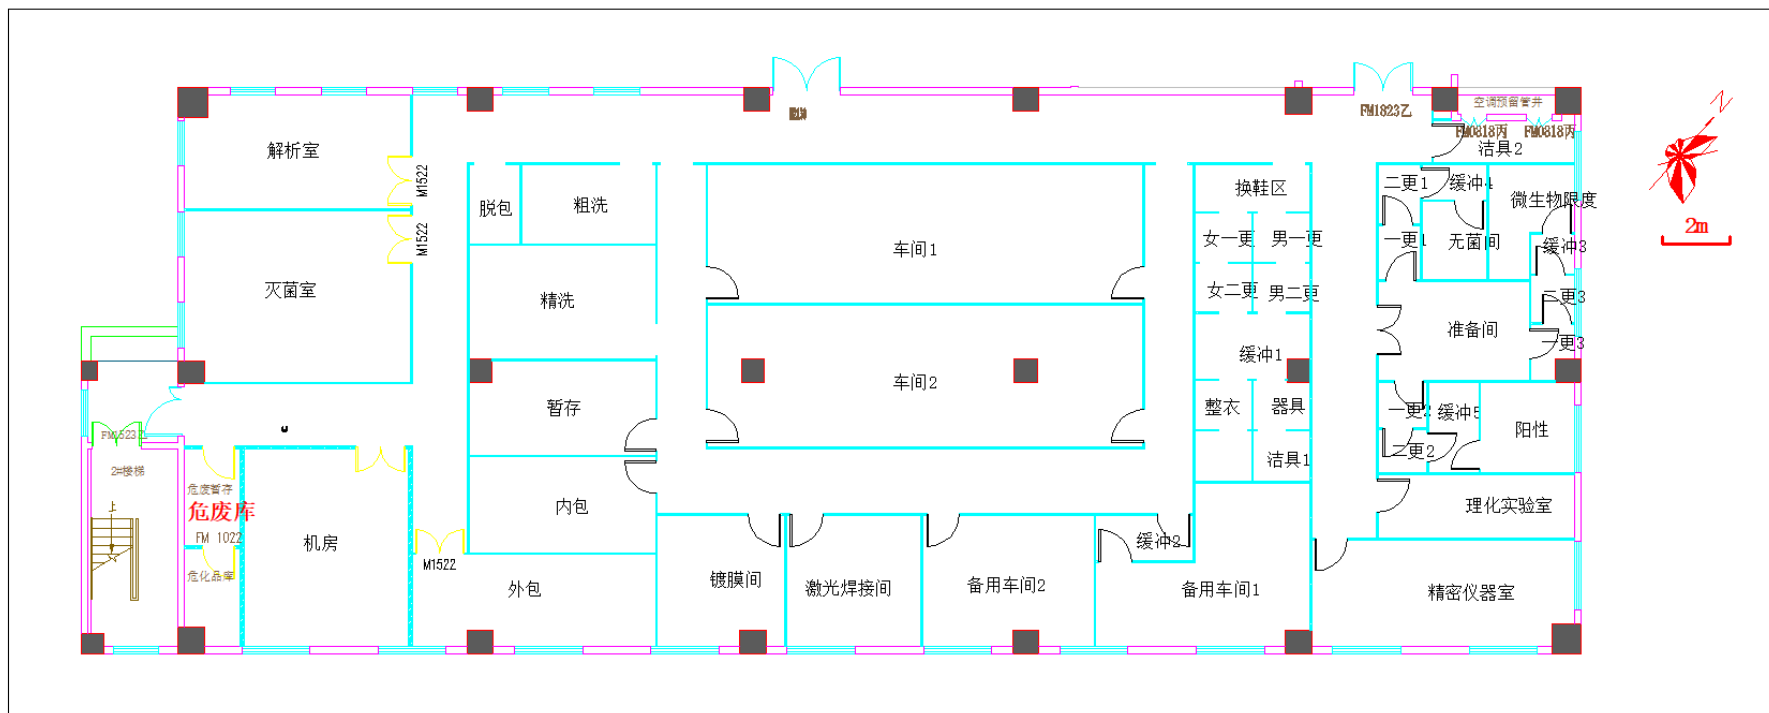 N
2m
空调预留管井
FM1823乙
FM0818丙
FM0818丙
洁具2
解析室
M1522
脱包
粗洗
换鞋区
二更1
缓冲4
微生物限度
M1522
车间1
女一更
男一更
一更1
无菌间
缓冲3
灭菌室
精洗
女二更
男二更
二更3
准备间
一更3
缓冲1
车间2
暂存
整衣
器具
一更2
缓冲5
阳性
FM1523乙
2#楼梯
上
洁具1
二更2
危废暂存
危废库
FM 1022
机房
内包
理化实验室
缓冲2
M1522
危化品库
外包
镀膜间
激光焊接间
备用车间2
备用车间1
精密仪器室